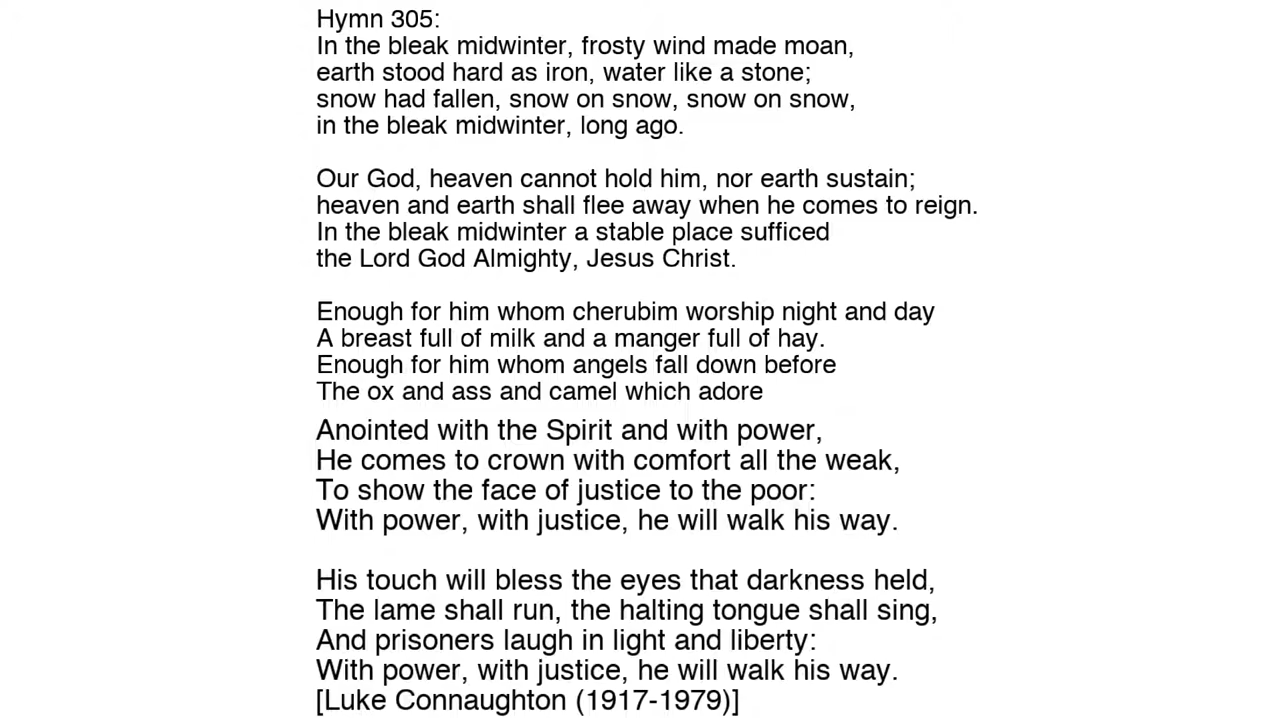 Hymn 305:
In the bleak midwinter, frosty wind made moan,
earth stood hard as iron, water like a stone;
snow had fallen, snow on snow, snow on snow,
in the bleak midwinter, long ago.
Our God, heaven cannot hold him, nor earth sustain;
heaven and earth shall flee away when he comes to reign.
In the bleak midwinter a stable place sufficed
the Lord God Almighty, Jesus Christ.
Enough for him whom cherubim worship night and day
A breast full of milk and a manger full of hay.
Enough for him whom angels fall down before
The ox and ass and camel which adore
Anointed with the Spirit and with power,
He comes to crown with comfort all the weak,
To show the face of justice to the poor:
With power, with justice, he will walk his way.
His touch will bless the eyes that darkness held,
The lame shall run, the halting tongue shall sing,
And prisoners laugh in light and liberty:
With power, with justice, he will walk his way.
[Luke Connaughton (1917-1979)]